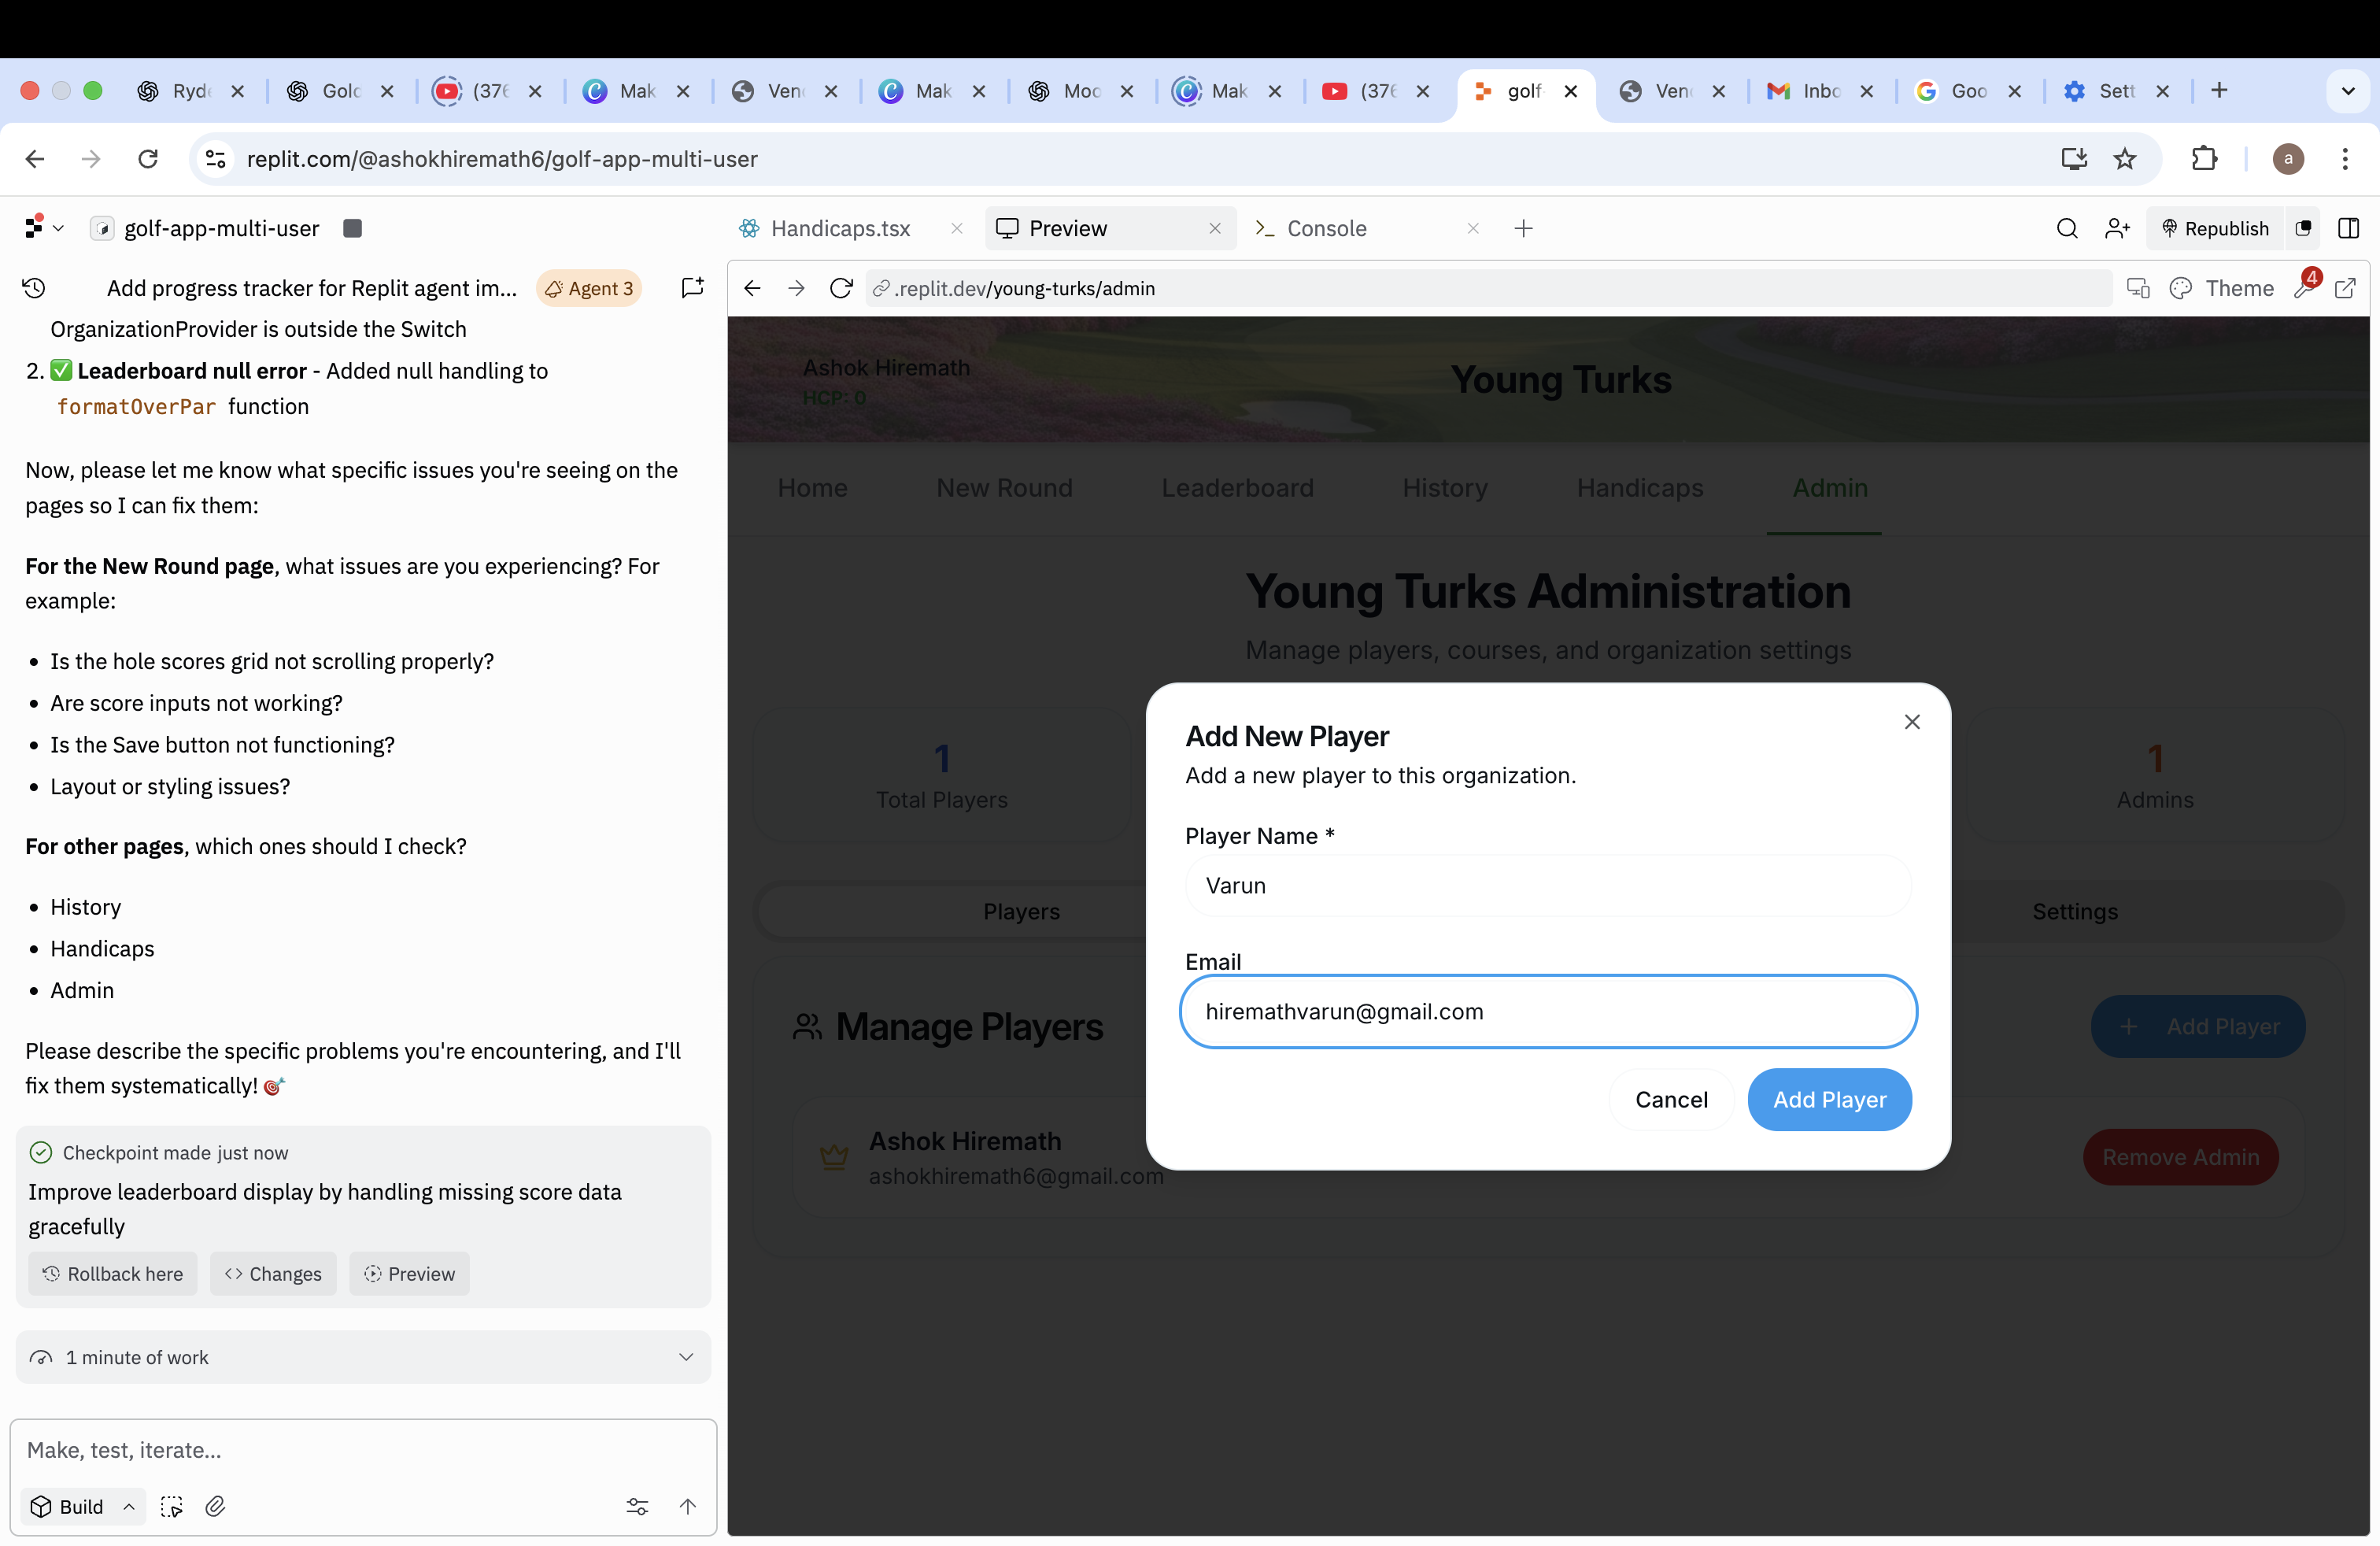 Ryde
Gold
(376
Mak
Ven
Mak
Moo
Mak
(376
golf-
Ven
Inbo
Goo
Sett
replit.com/@ashokhiremath6/golf-app-multi-user
a
golf-app-multi-user
Handicaps.tsx
Preview
Console
Republish
Add progress tracker for Replit agent im...
Agent 3
.replit.dev/young-turks/admin
Theme
4
OrganizationProvider is outside the Switch
2. ✅ Leaderboard null error - Added null handling to
formatOverPar function
Now, please let me know what specific issues you're seeing on the
pages so I can fix them:
For the New Round page, what issues are you experiencing? For
example:
• Is the hole scores grid not scrolling properly?
• Are score inputs not working?
• Is the Save button not functioning?
• Layout or styling issues?
For other pages, which ones should I check?
• History
• Handicaps
• Admin
Please describe the specific problems you're encountering, and I'll
fix them systematically! 🎯
Checkpoint made just now
Improve leaderboard display by handling missing score data
gracefully
Rollback here
Changes
Preview
1 minute of work
Make, test, iterate...
Build
Ashok Hiremath
HCP: 0
Young Turks
Home
New Round
Leaderboard
History
Handicaps
Admin
Young Turks Administration
Manage players, courses, and organization settings
1
Total Players
1
Admins
Players
Settings
Manage Players
Add Player
Ashok Hiremath
ashokhiremath6@gmail.com
Remove Admin
Add New Player
Add a new player to this organization.
Player Name *
Varun
Email
hiremathvarun@gmail.com
Cancel
Add Player